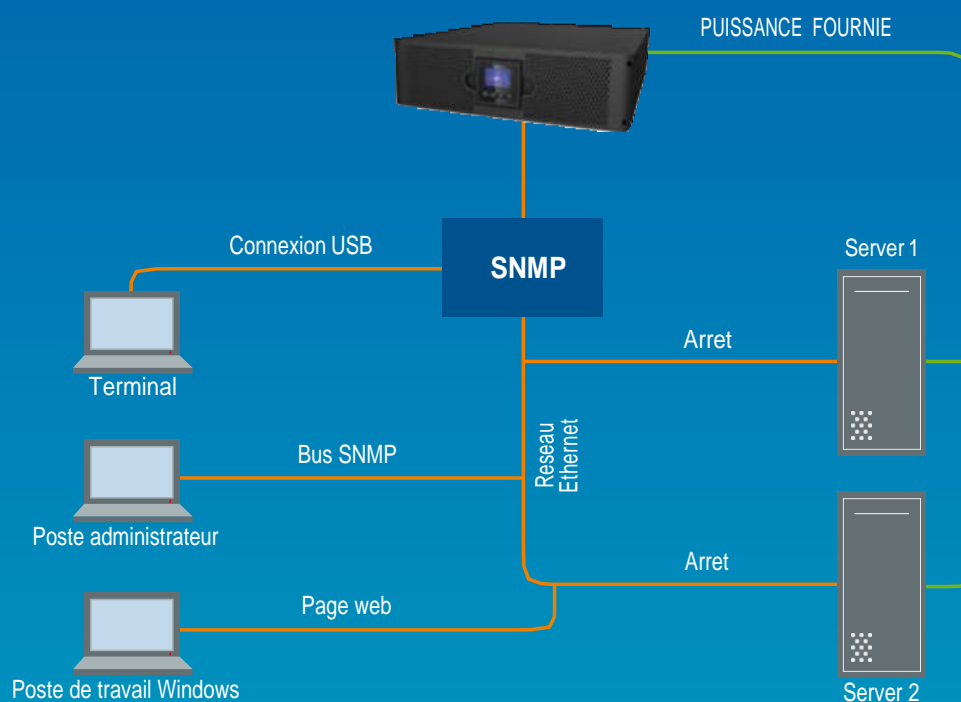 PUISSANCE FOURNIE
Connexion USB
SNMP
Server 1
Arret
Terminal
Reseau
Ethernet
Bus SNMP
Poste administrateur
Arret
Page web
Poste de travail Windows
Server 2